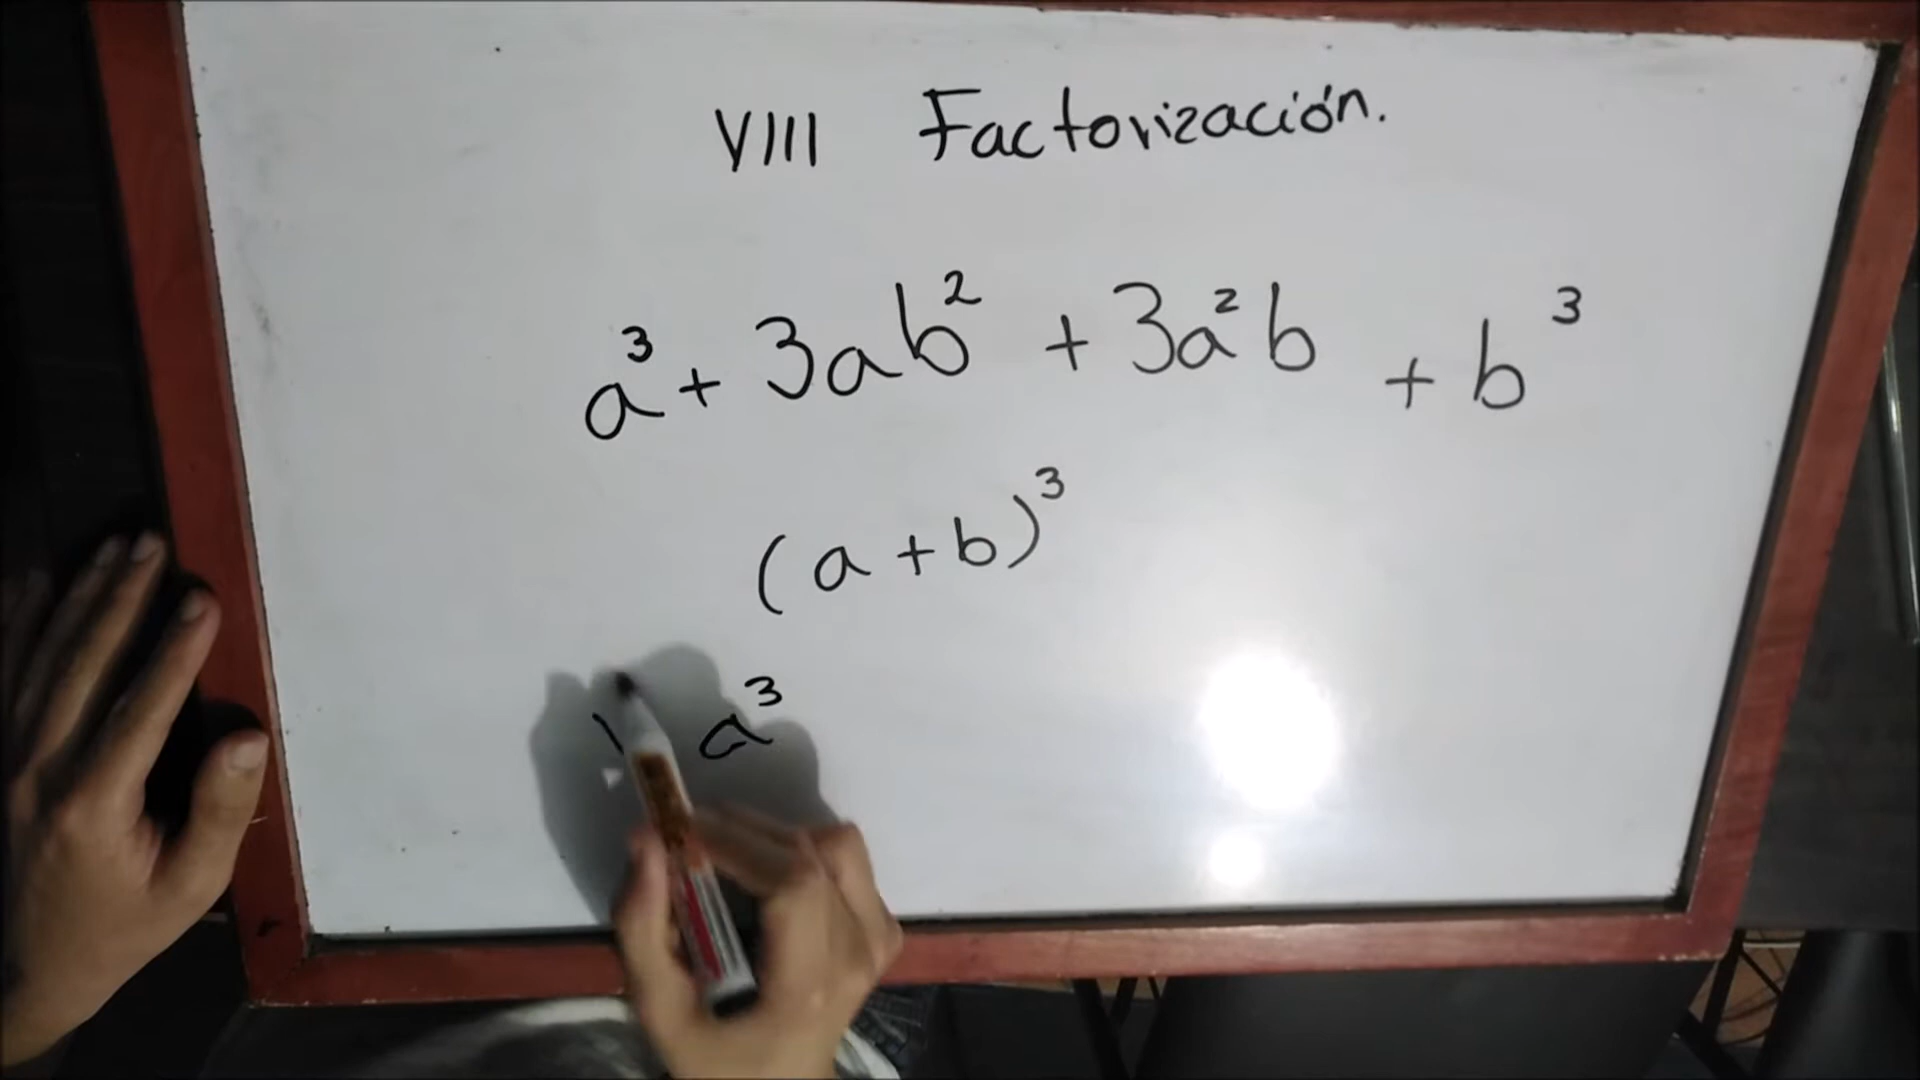 VIII Factorización.
a³ + 3ab² + 3a²b + b³
(a + b)³
a³